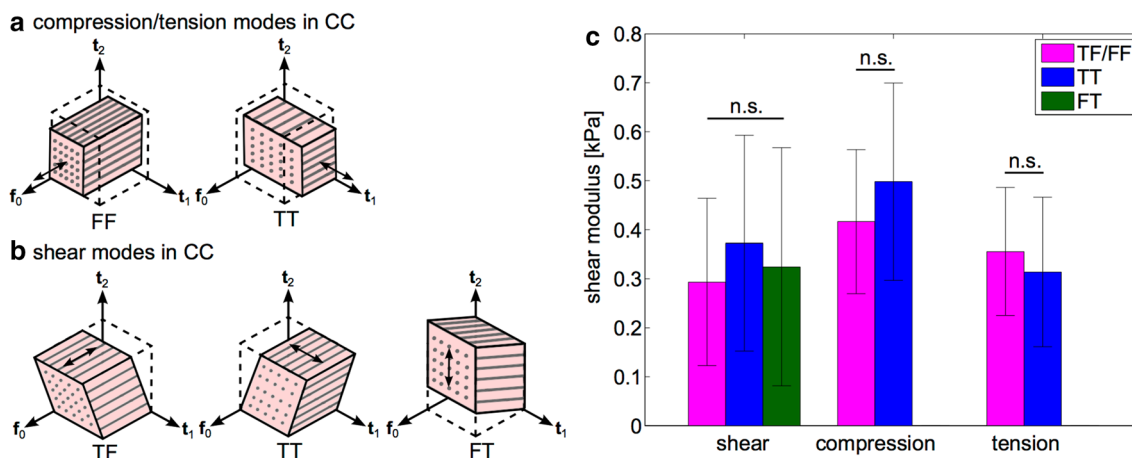 a compression/tension modes in CC
t2
f0
t1
FF
t2
f0
t1
TT
b shear modes in CC
t2
f0
t1
TF
t2
f0
t1
TT
t2
f0
t1
FT
c
shear modulus [kPa]
0.8
0.7
0.6
0.5
0.4
0.3
0.2
0.1
0
n.s.
n.s.
n.s.
TF/FF
TT
FT
shear compression tension